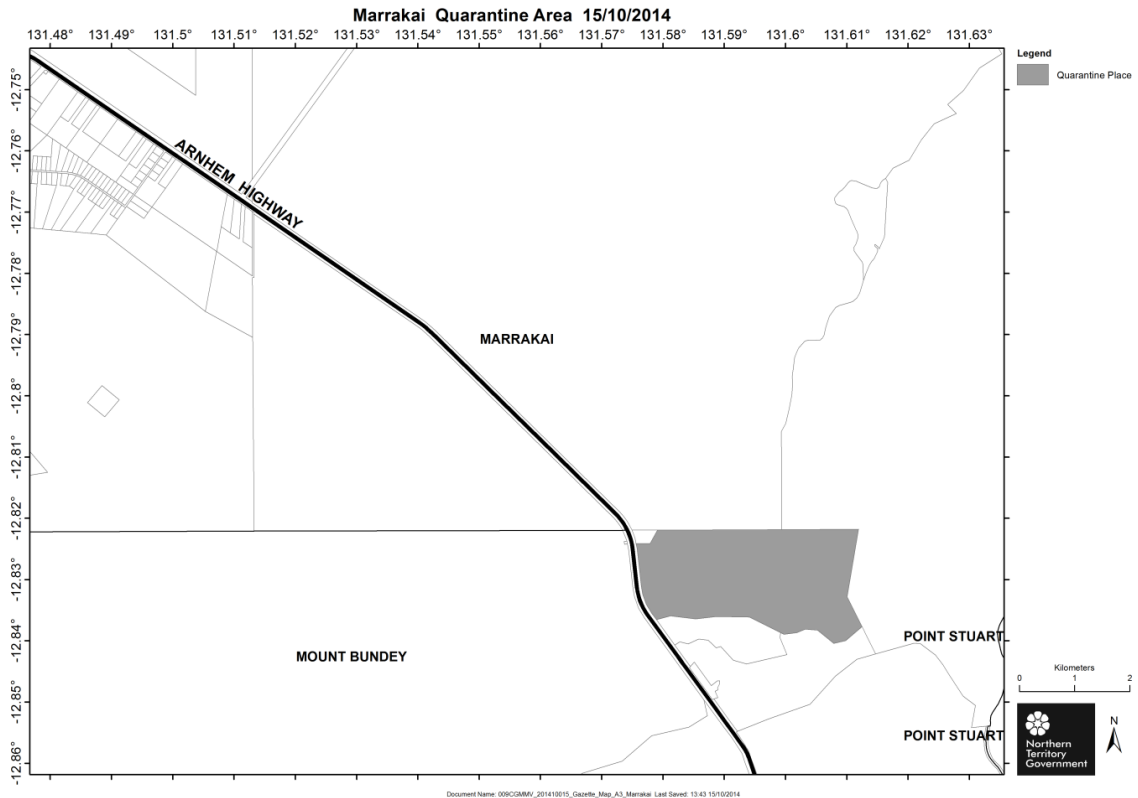 Marrakai Quarantine Area 15/10/2014
131.48° 131.49° 131.5° 131.51° 131.52° 131.53° 131.54° 131.55° 131.56° 131.57° 131.58° 131.59° 131.6° 131.61° 131.62° 131.63°
Legend
Quarantine Place
-12.75°
-12.76°
-12.77°
-12.78°
-12.79°
-12.8°
-12.81°
-12.82°
-12.83°
-12.84°
-12.85°
-12.86°
ARNHEM HIGHWAY
MARRAKAI
MOUNT BUNDEY
POINT STUART
POINT STUART
Kilometers
0 1 2
N
Northern
Territory
Government
Document Name: 009CGMMV_201410015_Gazette_Map_A3_Marrakai Last Saved: 13:43 15/10/2014